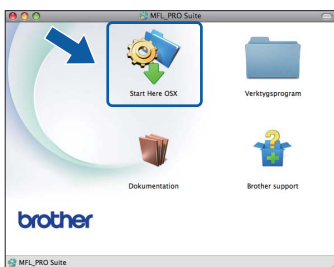 MFL_PRO Suite
Start Here OSX
Verktygsprogram
Dokumentation
Brother support
brother
MFL_PRO Suite